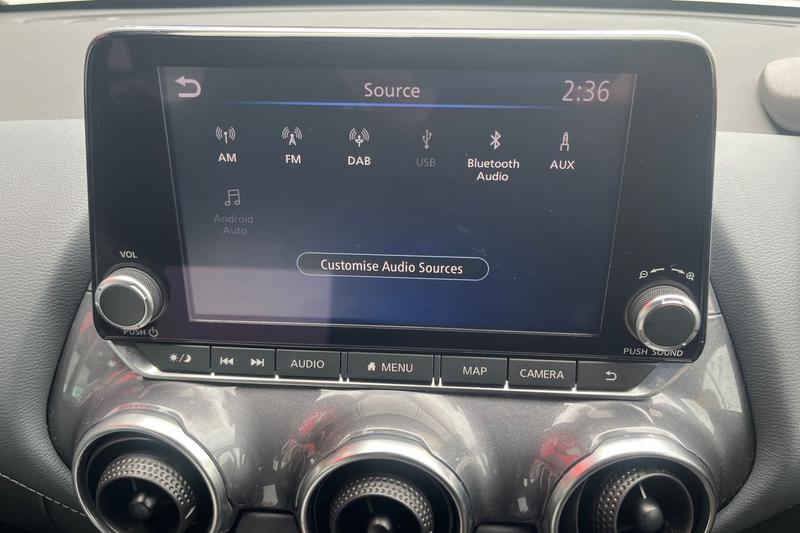 Source
2:36
AM
FM
DAB
USB
Bluetooth
Audio
AUX
Android
Auto
Customise Audio Sources
VOL
PUSH
PUSH SOUND
AUDIO
MENU
MAP
CAMERA